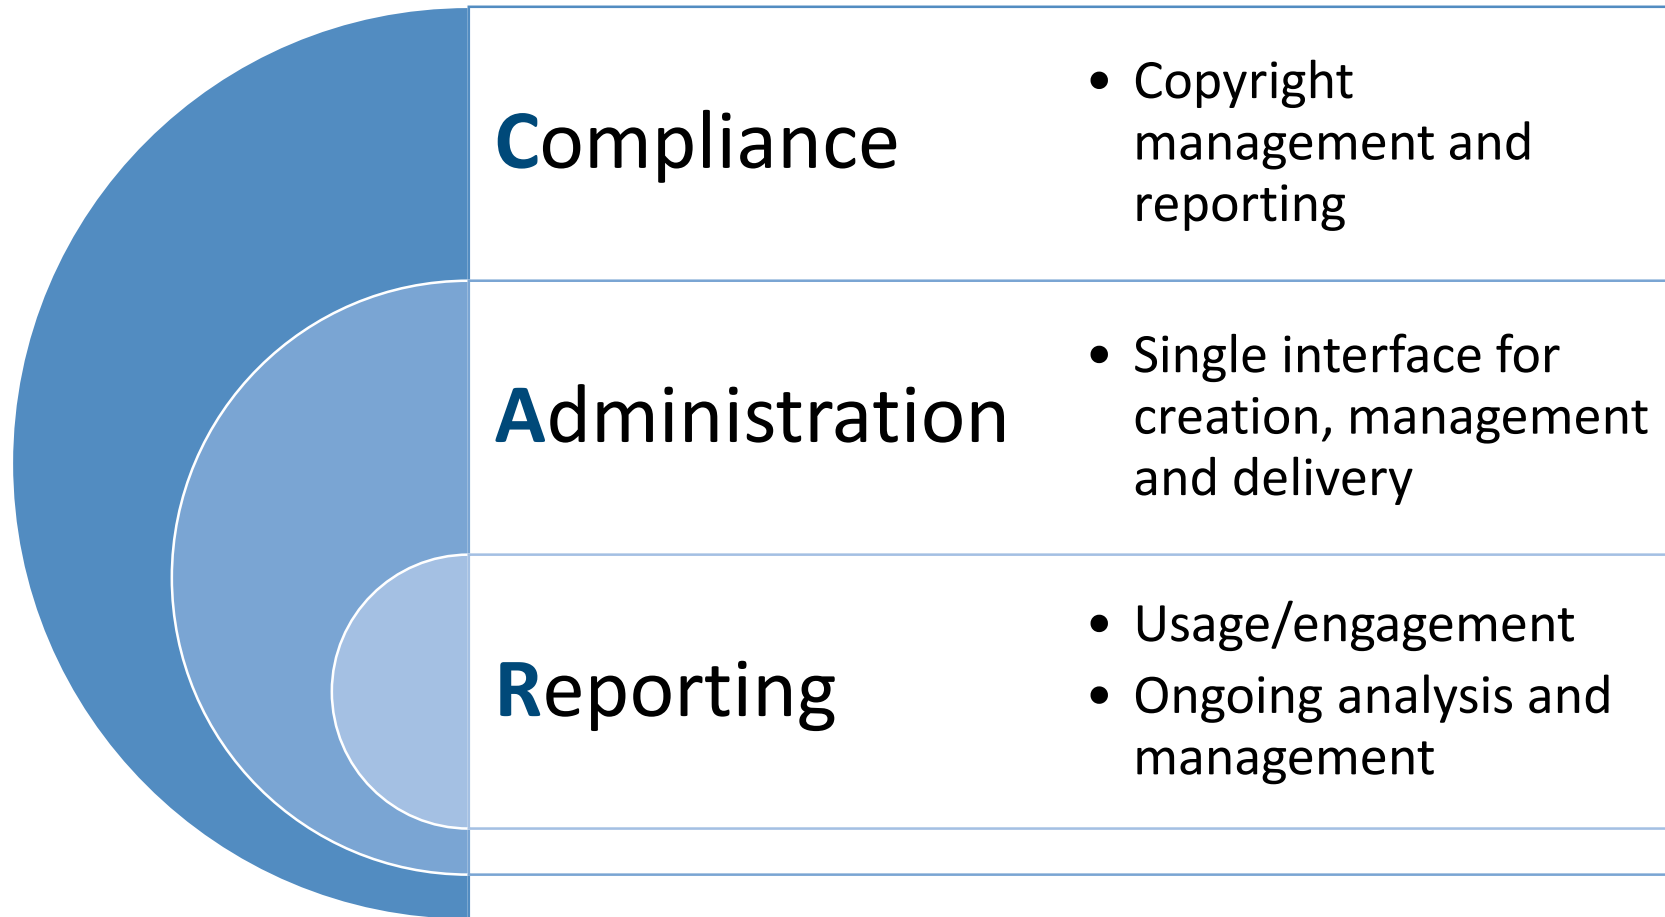 Compliance
• Copyright
management and
reporting
Administration
• Single interface for
creation, management
and delivery
Reporting
• Usage/engagement
• Ongoing analysis and
management